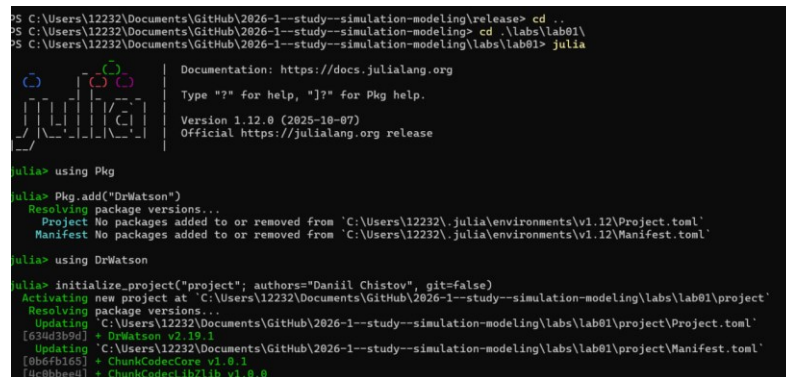 PS C:\Users\12232\Documents\GitHub\2026-1--study--simulation-modeling\release> cd ..
PS C:\Users\12232\Documents\GitHub\2026-1--study--simulation-modeling> cd .\labs\lab01\
PS C:\Users\12232\Documents\GitHub\2026-1--study--simulation-modeling\labs\lab01> julia
Documentation: https://docs.julialang.org
Type "?" for help, "]?" for Pkg help.
Version 1.12.0 (2025-10-07)
Official https://julialang.org release
julia> using Pkg
julia> Pkg.add("DrWatson")
Resolving package versions...
Project No packages added to or removed from `C:\Users\12232\.julia\environments\v1.12\Project.toml`
Manifest No packages added to or removed from `C:\Users\12232\.julia\environments\v1.12\Manifest.toml`
julia> using DrWatson
julia> initialize_project("project"; authors="Daniil Chistov", git=false)
Activating new project at `C:\Users\12232\Documents\GitHub\2026-1--study--simulation-modeling\labs\lab01\project`
Resolving package versions...
Updating `C:\Users\12232\Documents\GitHub\2026-1--study--simulation-modeling\labs\lab01\project\Project.toml`
[634d3b9d] + DrWatson v2.19.1
Updating `C:\Users\12232\Documents\GitHub\2026-1--study--simulation-modeling\labs\lab01\project\Manifest.toml`
[0b6fb165] + ChunkCodecCore v1.0.1
[4c0bbee4] + ChunkCodecLibZlib v1.0.0